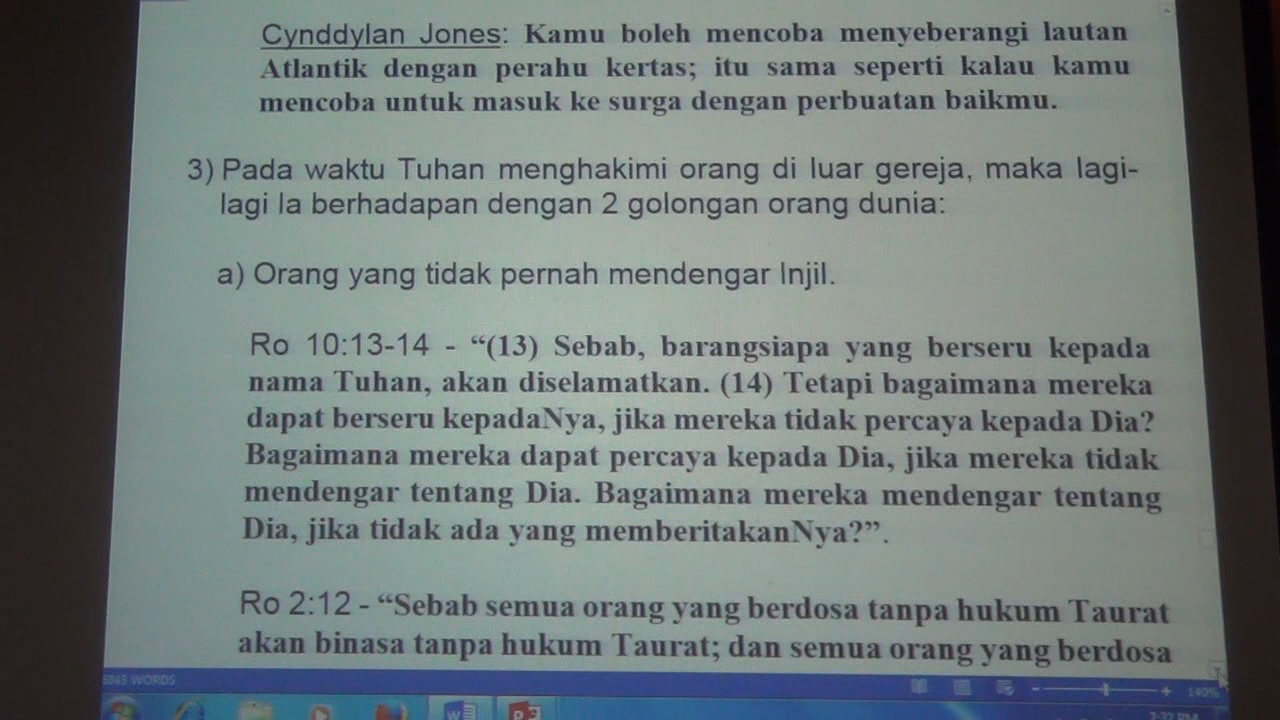 Cynddylan Jones: Kamu boleh mencoba menyeberangi lautan
Atlantik dengan perahu kertas; itu sama seperti kalau kamu
mencoba untuk masuk ke surga dengan perbuatan baikmu.
3) Pada waktu Tuhan menghakimi orang di luar gereja, maka lagi-
lagi Ia berhadapan dengan 2 golongan orang dunia:
a) Orang yang tidak pernah mendengar Injil.
Ro 10:13-14 - “(13) Sebab, barangsiapa yang berseru kepada
nama Tuhan, akan diselamatkan. (14) Tetapi bagaimana mereka
dapat berseru kepadaNya, jika mereka tidak percaya kepada Dia?
Bagaimana mereka dapat percaya kepada Dia, jika mereka tidak
mendengar tentang Dia. Bagaimana mereka mendengar tentang
Dia, jika tidak ada yang memberitakanNya?”.
Ro 2:12 - “Sebab semua orang yang berdosa tanpa hukum Taurat
akan binasa tanpa hukum Taurat; dan semua orang yang berdosa
WORDS
140%